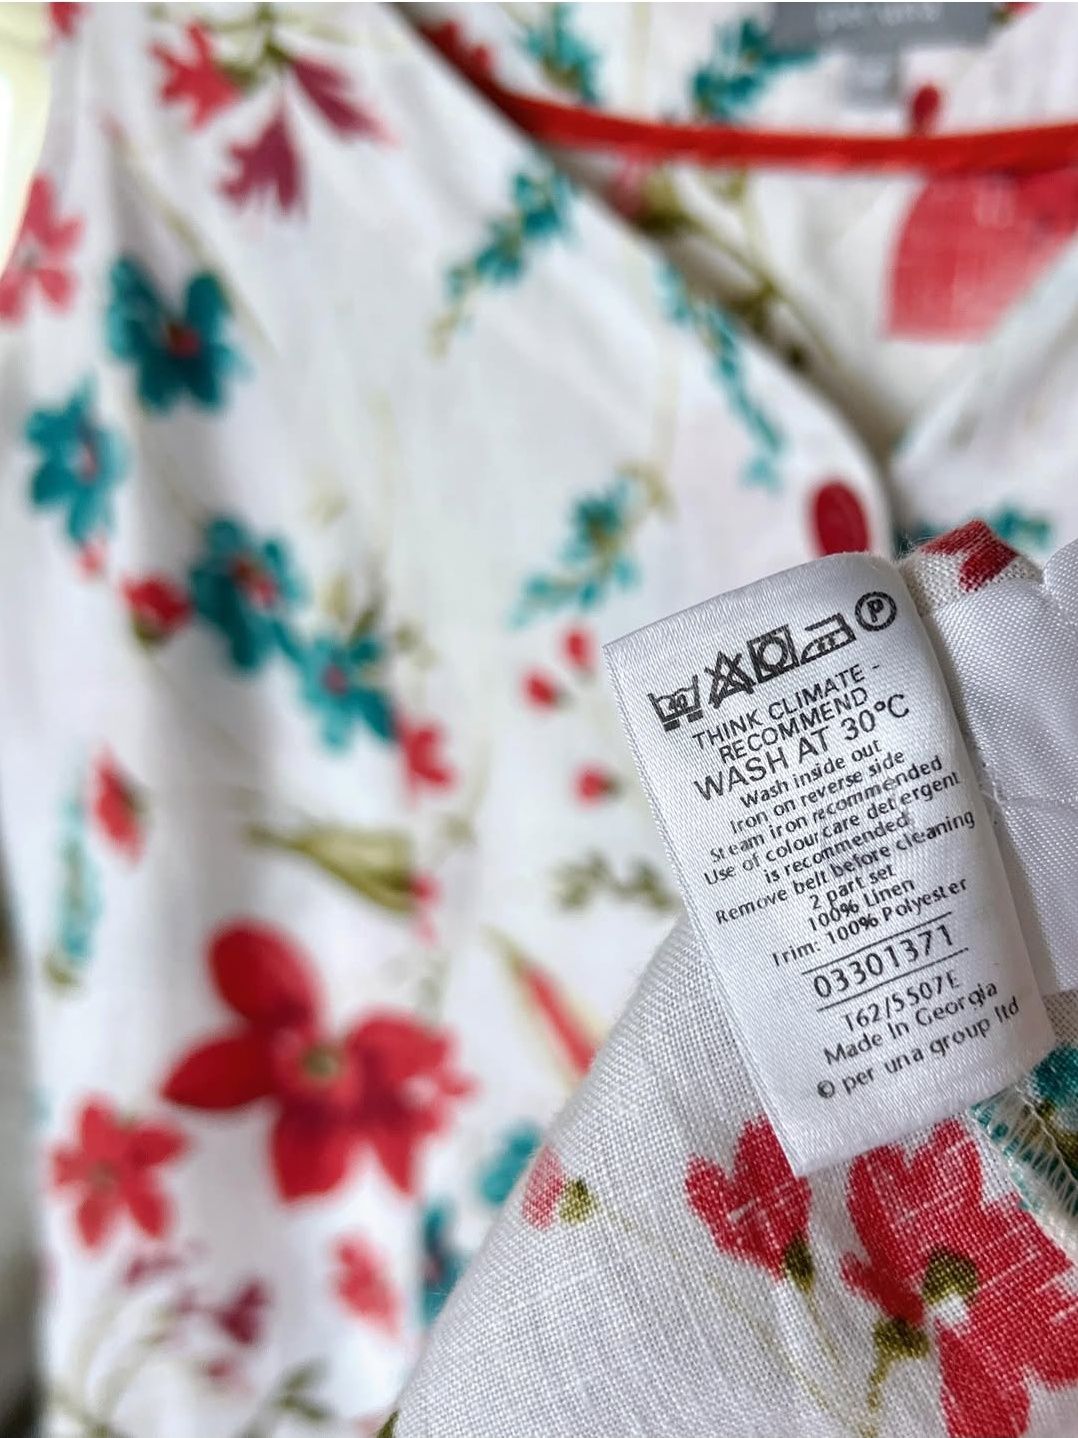 40
P
THINK CLIMATE -
RECOMMEND
WASH AT 30°C
Wash inside out
Iron on reverse side
Steam iron recommended
Use of colourcare detergent
is recommended
Remove belt before cleaning
2 part set
100% Linen
Trim: 100% Polyester
03301371
T62/5507E
Made In Georgia
© per una group ltd